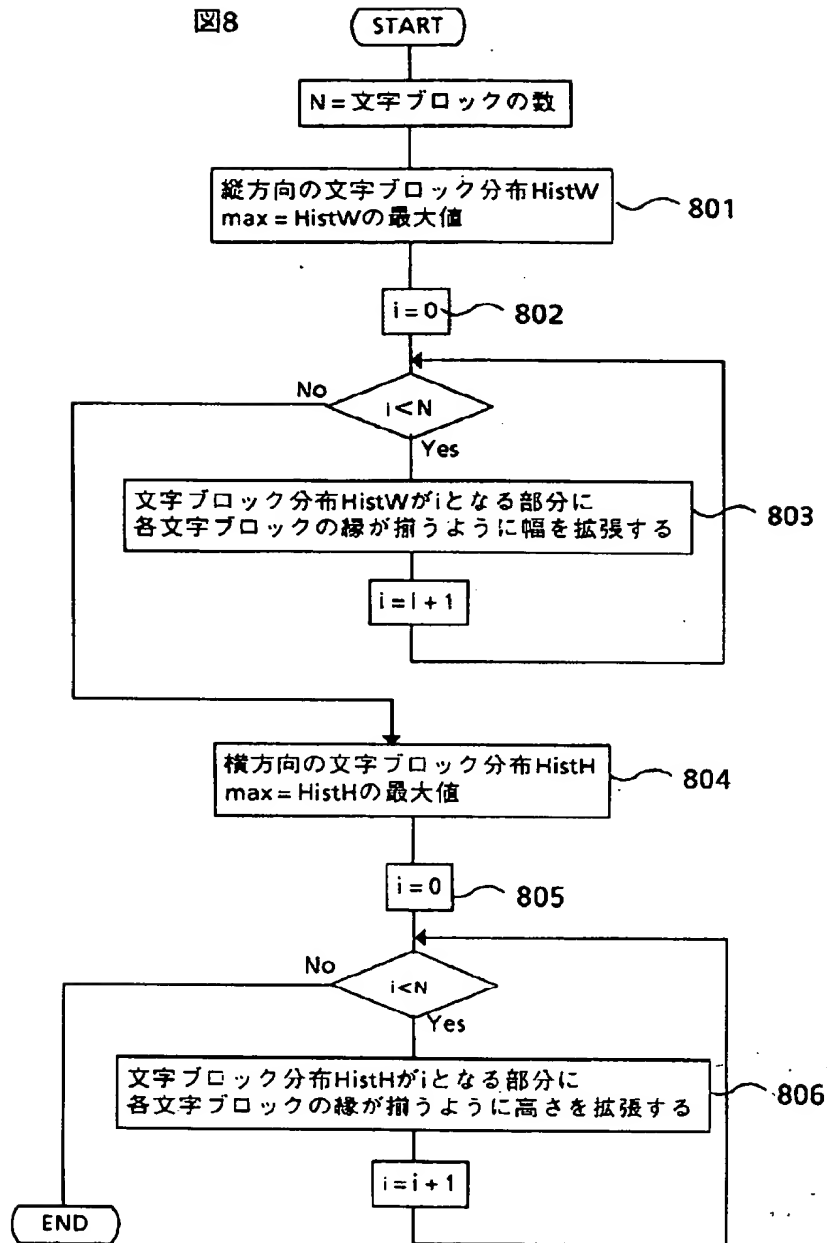 図8
START
N=文字ブロックの数
縦方向の文字ブロック分布HistW
max=HistWの最大値
801
i=0
802
No
i<N
Yes
文字ブロック分布HistWがiとなる部分に
各文字ブロックの縁が揃うように幅を拡張する
803
i=i+1
横方向の文字ブロック分布HistH
max=HistHの最大値
804
i=0
805
No
i<N
Yes
文字ブロック分布HistHがiとなる部分に
各文字ブロックの縁が揃うように高さを拡張する
806
i=i+1
END